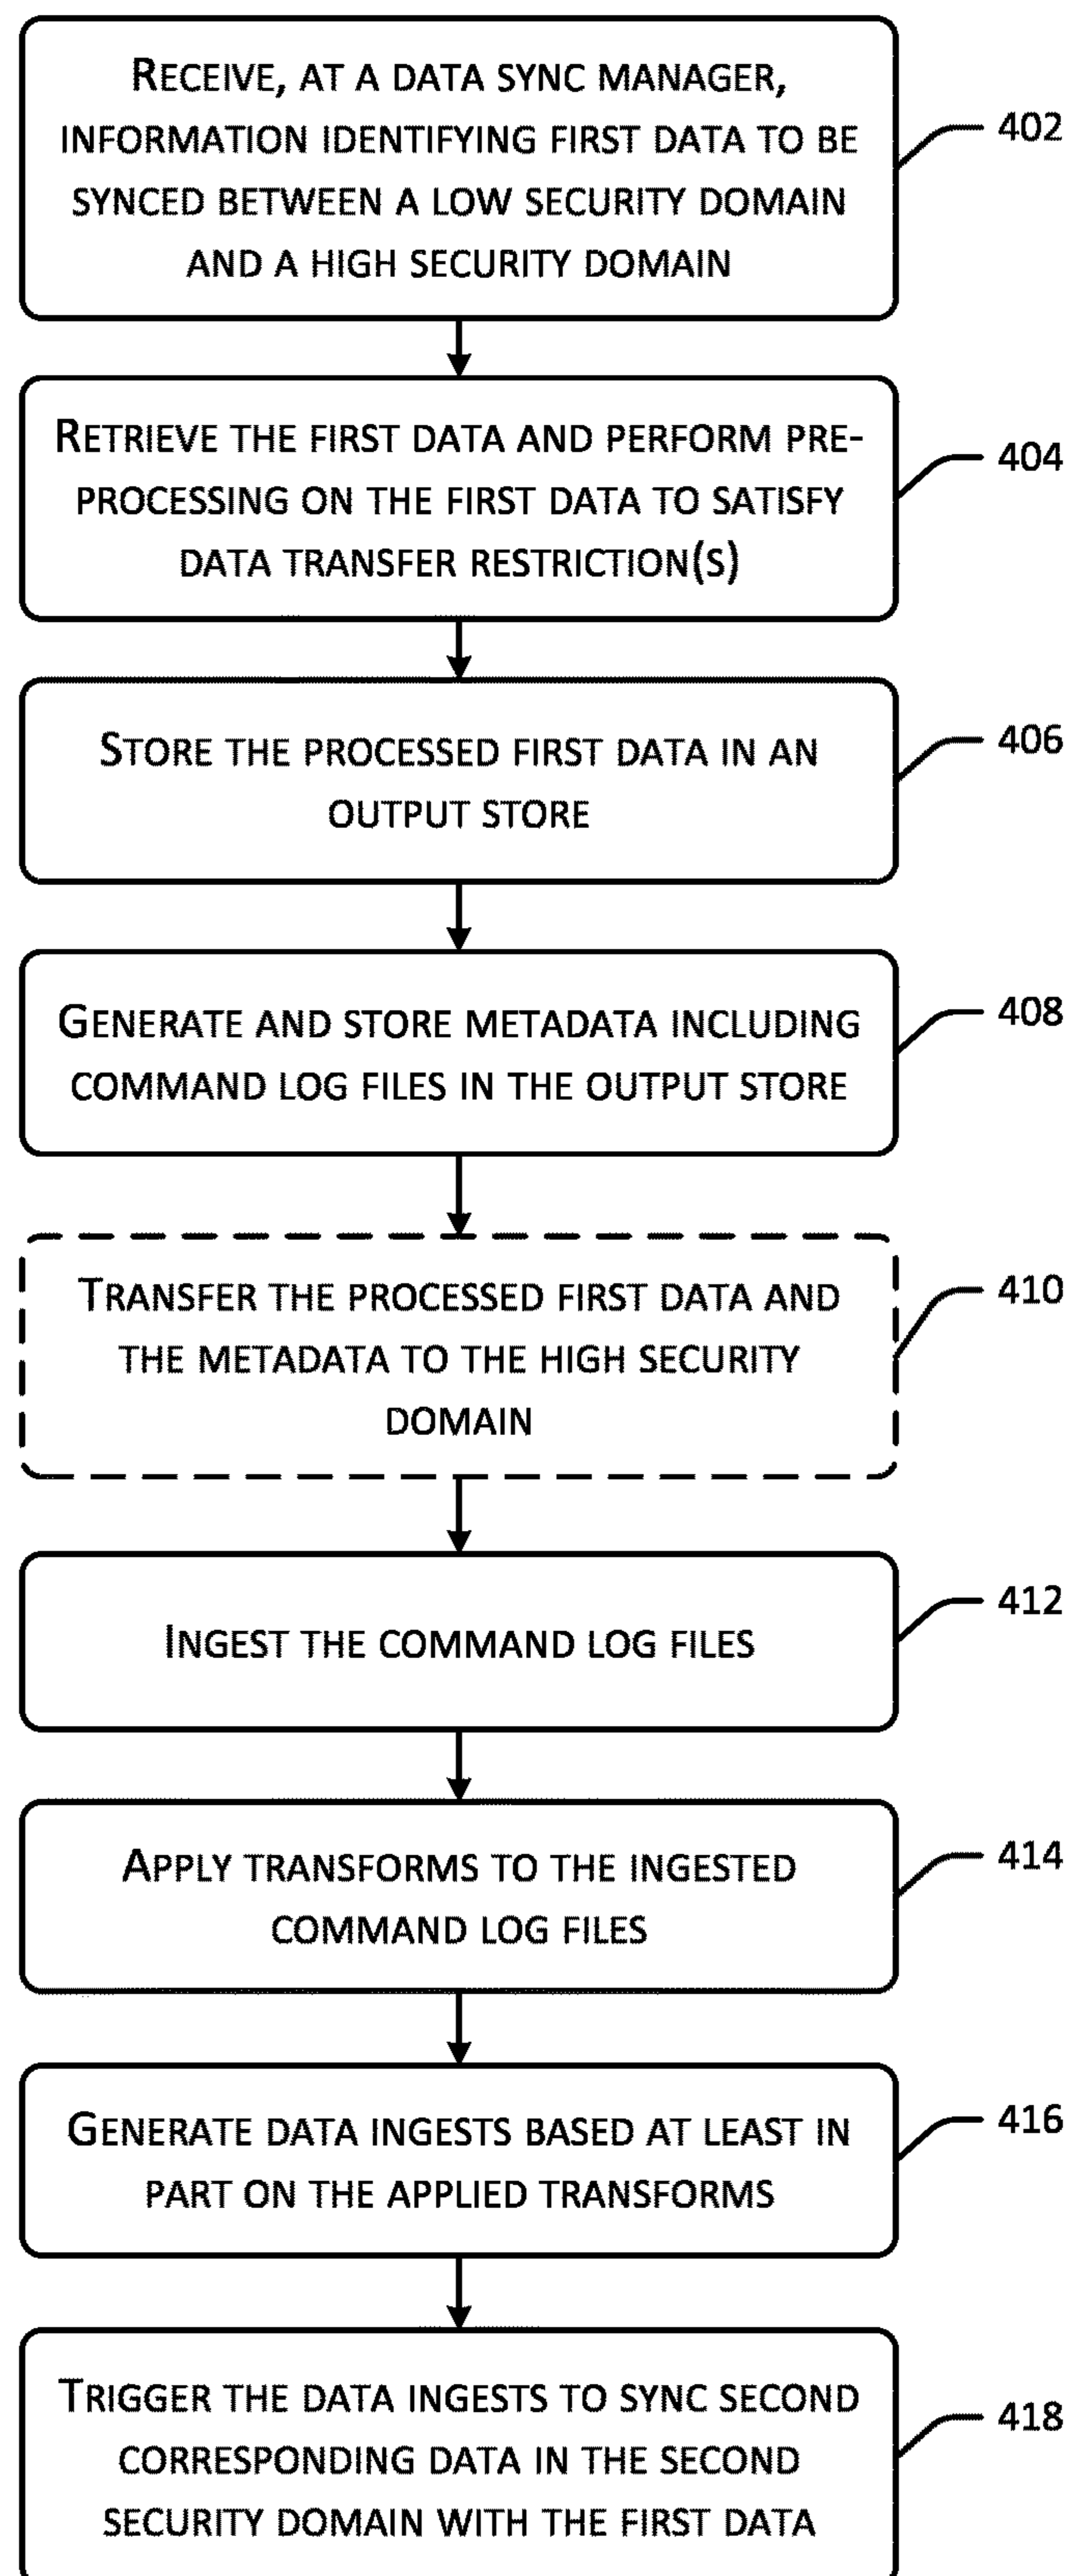 RECEIVE, AT A DATA SYNC MANAGER,
INFORMATION IDENTIFYING FIRST DATA TO BE
SYNCED BETWEEN A LOW SECURITY DOMAIN
AND A HIGH SECURITY DOMAIN
402
RETRIEVE THE FIRST DATA AND PERFORM PRE-
PROCESSING ON THE FIRST DATA TO SATISFY
DATA TRANSFER RESTRICTION(S)
404
STORE THE PROCESSED FIRST DATA IN AN
OUTPUT STORE
406
GENERATE AND STORE METADATA INCLUDING
COMMAND LOG FILES IN THE OUTPUT STORE
408
TRANSFER THE PROCESSED FIRST DATA AND
THE METADATA TO THE HIGH SECURITY
DOMAIN
410
INGEST THE COMMAND LOG FILES
412
APPLY TRANSFORMS TO THE INGESTED
COMMAND LOG FILES
414
GENERATE DATA INGESTS BASED AT LEAST IN
PART ON THE APPLIED TRANSFORMS
416
TRIGGER THE DATA INGESTS TO SYNC SECOND
CORRESPONDING DATA IN THE SECOND
SECURITY DOMAIN WITH THE FIRST DATA
418